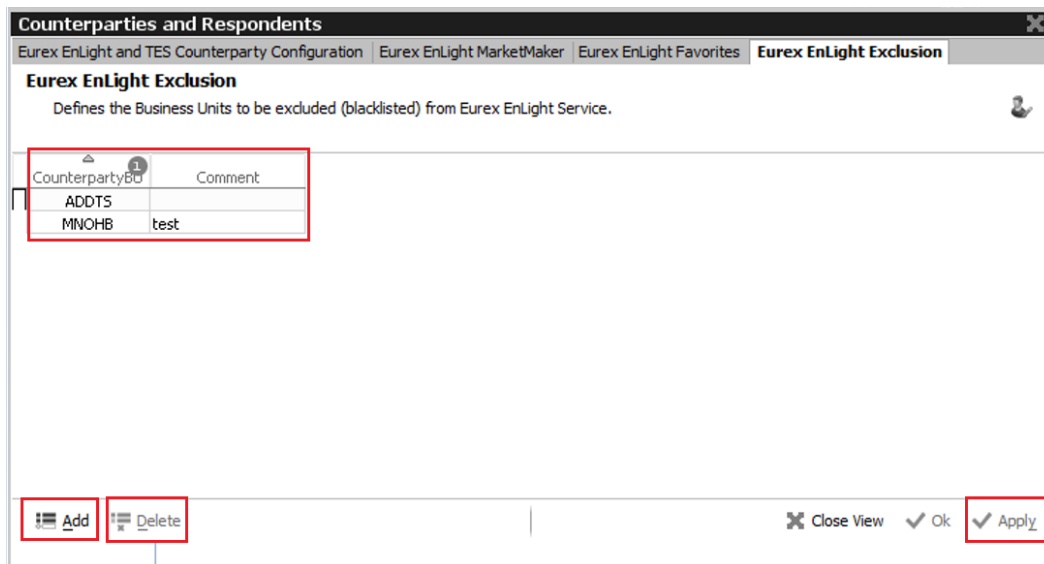 Counterparties and Respondents
Eurex EnLight and TES Counterparty Configuration Eurex EnLight MarketMaker Eurex EnLight Favorites Eurex EnLight Exclusion
Eurex EnLight Exclusion
Defines the Business Units to be excluded (blacklisted) from Eurex EnLight Service.
1
CounterpartyBU Comment
ADDTS
MNOHB test
Add Delete Close View Ok Apply